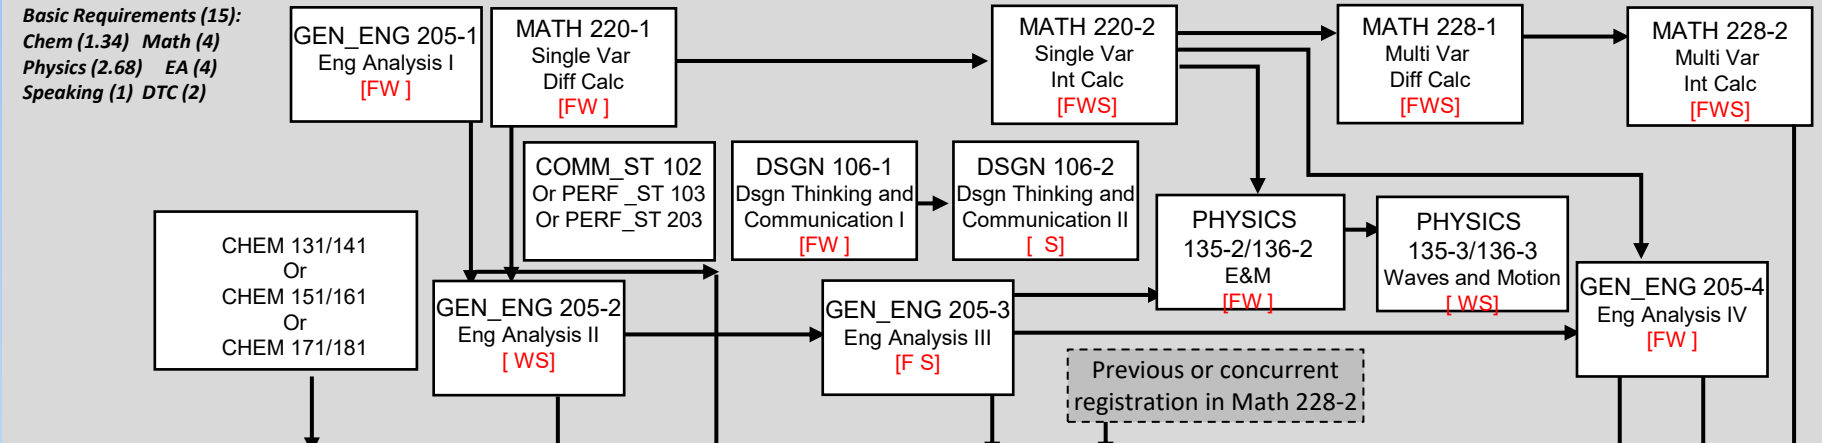 Basic Requirements (15):
Chem (1.34) Math (4)
Physics (2.68) EA (4)
Speaking (1) DTC (2)
GEN_ENG 205-1
Eng Analysis I
[FW ]
MATH 220-1
Single Var
Diff Calc
[FW ]
MATH 220-2
Single Var
Int Calc
[FWS]
MATH 228-1
Multi Var
Diff Calc
[FWS]
MATH 228-2
Multi Var
Int Calc
[FWS]
COMM_ST 102
Or PERF _ST 103
Or PERF_ST 203
DSGN 106-1
Dsgn Thinking and
Communication I
[FW ]
DSGN 106-2
Dsgn Thinking and
Communication II
[ S]
PHYSICS
135-2/136-2
E&M
[FW ]
PHYSICS
135-3/136-3
Waves and Motion
[ WS]
CHEM 131/141
Or
CHEM 151/161
Or
CHEM 171/181
GEN_ENG 205-2
Eng Analysis II
[ WS]
GEN_ENG 205-3
Eng Analysis III
[F S]
GEN_ENG 205-4
Eng Analysis IV
[FW ]
Previous or concurrent
registration in Math 228-2